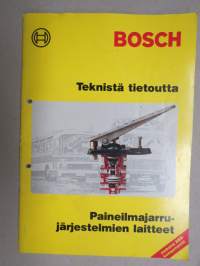 BOSCH
Teknistä tietoutta
Paineilmajarru-
järjestelmien laitteet